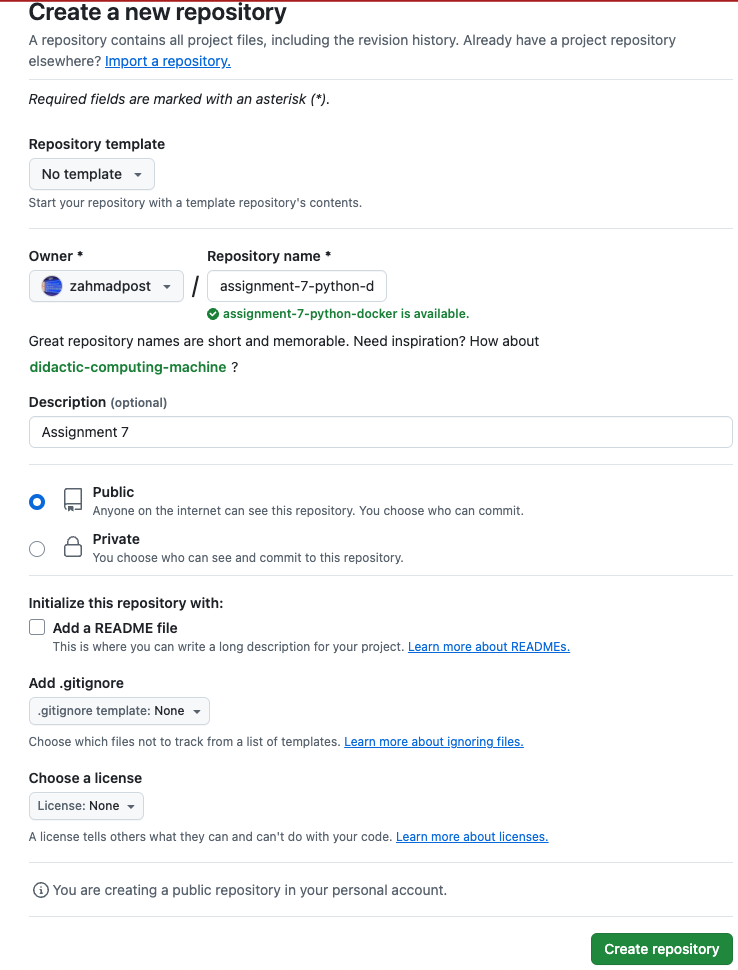 Create a new repository
A repository contains all project files, including the revision history. Already have a project repository
elsewhere? Import a repository.
Required fields are marked with an asterisk (*).
Repository template
No template
Start your repository with a template repository's contents.
Owner *
Repository name *
zahmadpost
/
assignment-7-python-d
assignment-7-python-docker is available.
Great repository names are short and memorable. Need inspiration? How about
didactic-computing-machine ?
Description (optional)
Assignment 7
Public
Anyone on the internet can see this repository. You choose who can commit.
Private
You choose who can see and commit to this repository.
Initialize this repository with:
Add a README file
This is where you can write a long description for your project. Learn more about READMEs.
Add .gitignore
.gitignore template: None
Choose which files not to track from a list of templates. Learn more about ignoring files.
Choose a license
License: None
A license tells others what they can and can't do with your code. Learn more about licenses.
You are creating a public repository in your personal account.
Create repository